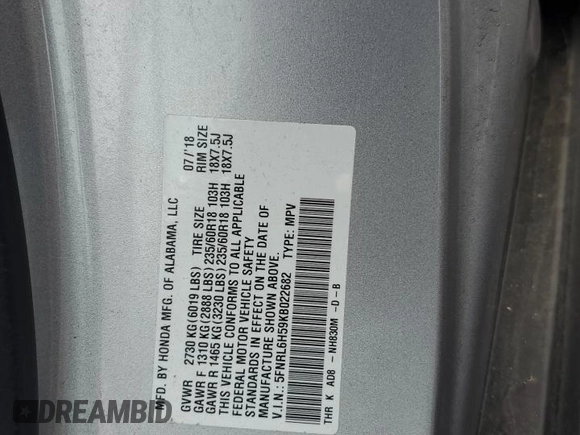 MFD. BY HONDA MFG. OF ALABAMA, LLC
07/'18
GVWR 2730 KG(6019 LBS) TIRE SIZE RIM SIZE
GAWR F 1310 KG(2888 LBS)235/60R18 103H 18X7.5J
GAWR R 1465 KG(3230 LBS)235/60R18 103H 18X7.5J
THIS VEHICLE CONFORMS TO ALL APPLICABLE
FEDERAL MOTOR VEHICLE SAFETY
STANDARDS IN EFFECT ON THE DATE OF
MANUFACTURE SHOWN ABOVE.
V.I.N.: 5FNRL6H59KB022682 TYPE: MPV
THR K AD8 - NH830M -D-B
DREAMBID